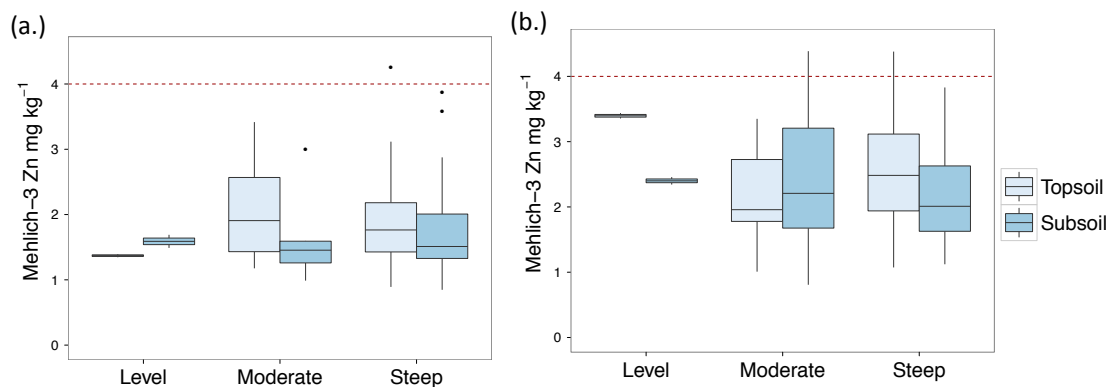 (a.)
Mehlich−3 Zn mg kg⁻¹
4
3
2
1
0
Level Moderate Steep
(b.)
Mehlich−3 Zn mg kg⁻¹
4
3
2
1
0
Level Moderate Steep
Topsoil
Subsoil